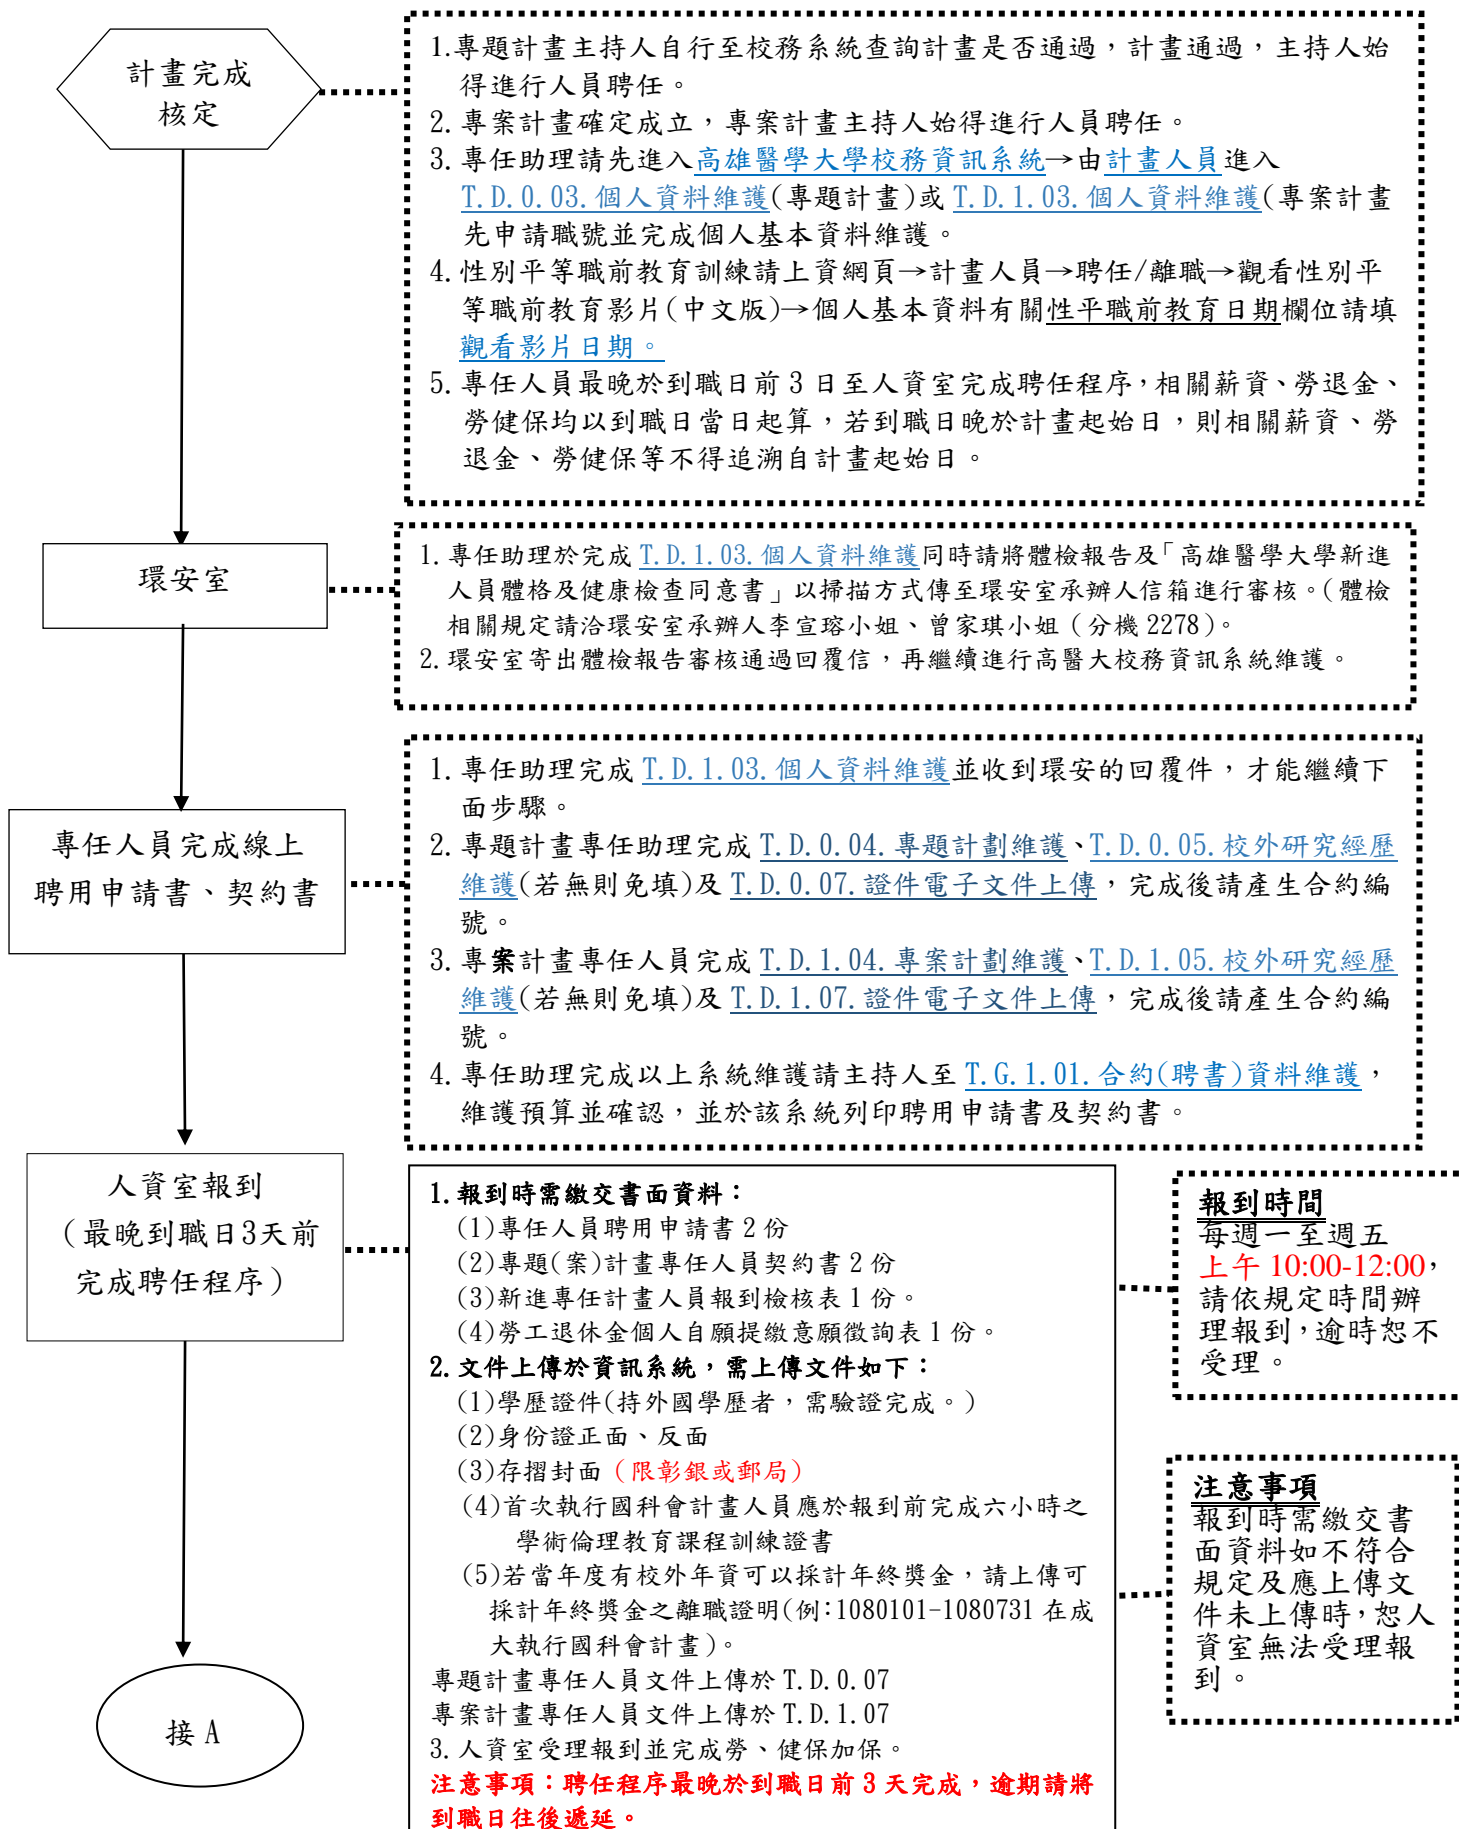 計畫完成
核定
1.專題計畫主持人自行至校務系統查詢計畫是否通過，計畫通過，主持人始
得進行人員聘任。
2.專案計畫確定成立，專案計畫主持人始得進行人員聘任。
3.專任助理請先進入高雄醫學大學校務資訊系統→由計畫人員進入
T.D.0.03.個人資料維護(專題計畫)或 T.D.1.03.個人資料維護(專案計畫
先申請職號並完成個人基本資料維護。
4.性別平等職前教育訓練請上資網頁→計畫人員→聘任/離職→觀看性別平
等職前教育影片(中文版)→個人基本資料有關性平職前教育日期欄位請填
觀看影片日期。
5.專任人員最晚於到職日前 3 日至人資室完成聘任程序，相關薪資、勞退金、
勞健保均以到職日當日起算，若到職日晚於計畫起始日，則相關薪資、勞
退金、勞健保等不得追溯自計畫起始日。
環安室
1.專任助理於完成 T.D.1.03.個人資料維護同時請將體檢報告及「高雄醫學大學新進
人員體格及健康檢查同意書」以掃描方式傳至環安室承辦人信箱進行審核。(體檢
相關規定請洽環安室承辦人李宣瑢小姐、曾家琪小姐（分機 2278)。
2.環安室寄出體檢報告審核通過回覆信，再繼續進行高醫大校務資訊系統維護。
專任人員完成線上
聘用申請書、契約書
1.專任助理完成 T.D.1.03.個人資料維護並收到環安的回覆件，才能繼續下
面步驟。
2.專題計畫專任助理完成 T.D.0.04.專題計劃維護、T.D.0.05.校外研究經歷
維護(若無則免填)及 T.D.0.07.證件電子文件上傳，完成後請產生合約編
號。
3.專案計畫專任人員完成 T.D.1.04.專案計劃維護、T.D.1.05.校外研究經歷
維護(若無則免填)及 T.D.1.07.證件電子文件上傳，完成後請產生合約編
號。
4.專任助理完成以上系統維護請主持人至 T.G.1.01.合約(聘書)資料維護，
維護預算並確認，並於該系統列印聘用申請書及契約書。
人資室報到
（最晚到職日3天前
完成聘任程序）
1.報到時需繳交書面資料：
(1)專任人員聘用申請書 2 份
(2)專題(案)計畫專任人員契約書 2 份
(3)新進專任計畫人員報到檢核表 1 份。
(4)勞工退休金個人自願提繳意願徵詢表 1 份。
2.文件上傳於資訊系統，需上傳文件如下：
(1)學歷證件(持外國學歷者，需驗證完成。)
(2)身份證正面、反面
(3)存摺封面（限彰銀或郵局）
(4)首次執行國科會計畫人員應於報到前完成六小時之
學術倫理教育課程訓練證書
(5)若當年度有校外年資可以採計年終獎金，請上傳可
採計年終獎金之離職證明(例：1080101-1080731 在成
大執行國科會計畫)。
專題計畫專任人員文件上傳於 T.D.0.07
專案計畫專任人員文件上傳於 T.D.1.07
3.人資室受理報到並完成勞、健保加保。
注意事項：聘任程序最晚於到職日前 3 天完成，逾期請將
到職日往後遞延。
報到時間
每週一至週五
上午 10:00-12:00，
請依規定時間辦
理報到，逾時恕不
受理。
注意事項
報到時需繳交書
面資料如不符合
規定及應上傳文
件未上傳時，恕人
資室無法受理報
到。
接 A